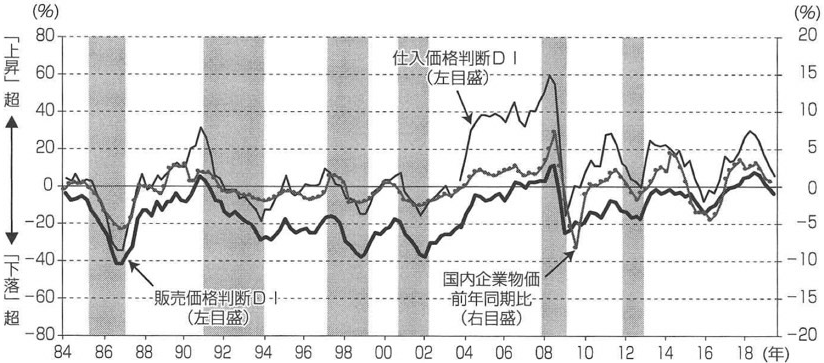 (%)
(%)
80
60
40
20
0
−20
−40
−60
−80
「上昇」超
「下落」超
20
15
10
5
0
−5
−10
−15
−20
仕入価格判断DI
(左目盛)
販売価格判断DI
(左目盛)
国内企業物価
前年同期比
(右目盛)
84 86 88 90 92 94 96 98 00 02 04 06 08 10 12 14 16 18 (年)